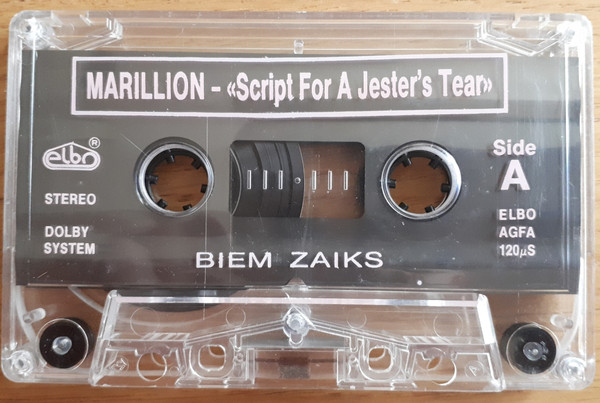 MARILLION – «Script For A Jester's Tear»
elbo®
STEREO
DOLBY
SYSTEM
Side
A
ELBO
AGFA
120µS
BIEM ZAIKS